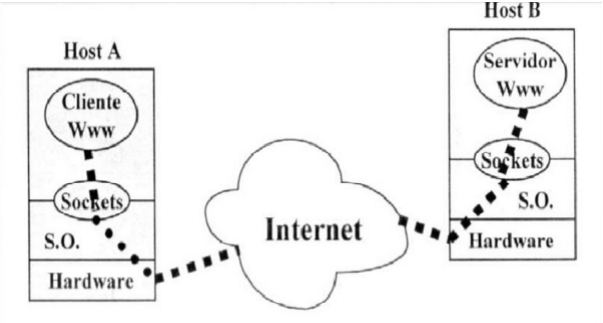 Host A
Cliente
Www
Sockets
S.O.
Hardware
Internet
Host B
Servidor
Www
Sockets
S.O.
Hardware